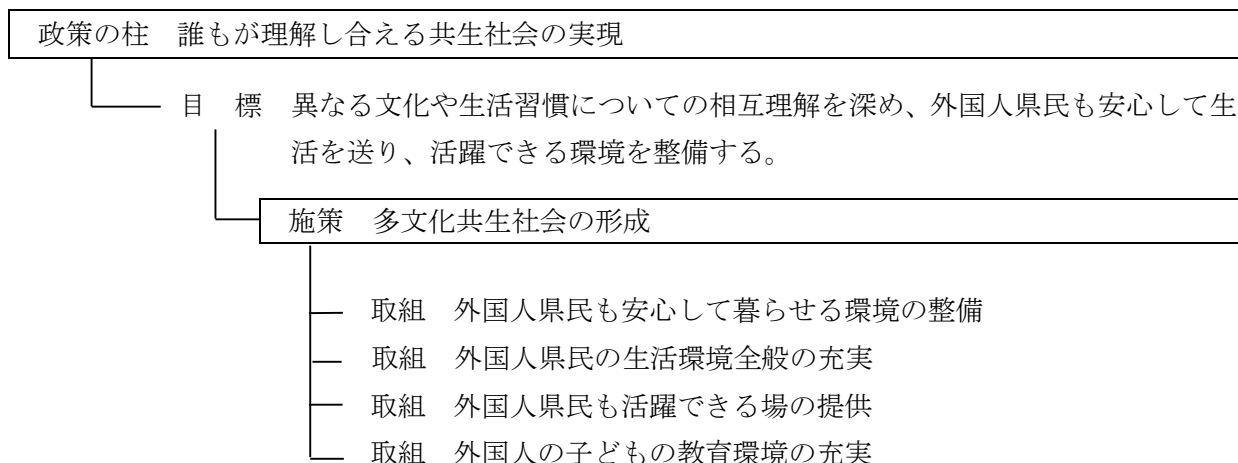 政策の柱　誰もが理解し合える共生社会の実現
目　標　異なる文化や生活習慣についての相互理解を深め、外国人県民も安心して生
活を送り、活躍できる環境を整備する。
施策　多文化共生社会の形成
取組　外国人県民も安心して暮らせる環境の整備
取組　外国人県民の生活環境全般の充実
取組　外国人県民も活躍できる場の提供
取組　外国人の子どもの教育環境の充実